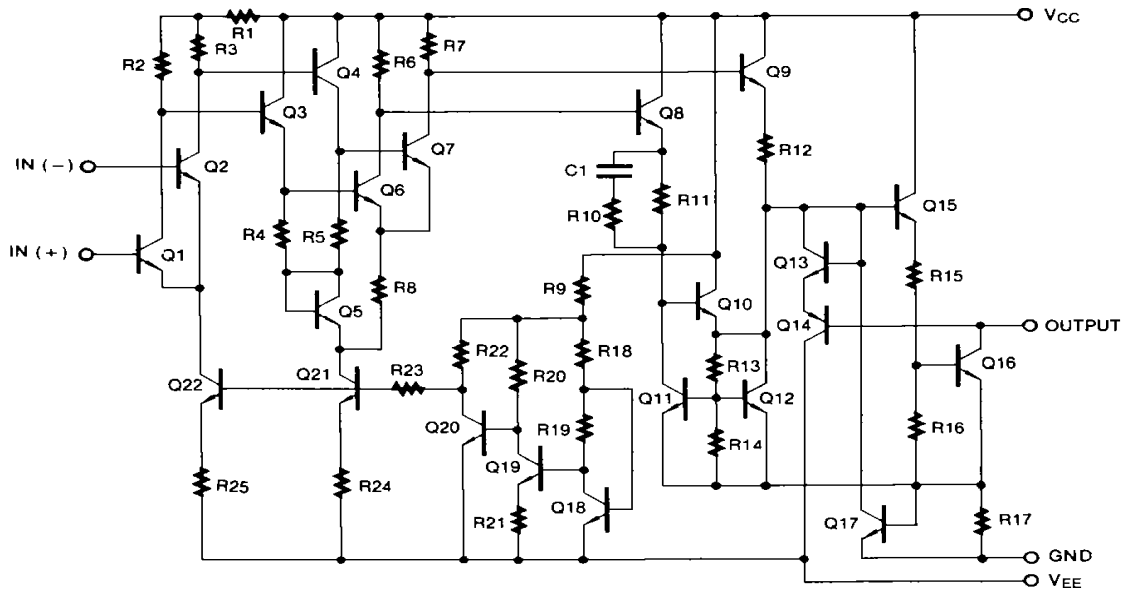 R1
VCC
R3
R7
R2
R6
Q4
Q9
Q3
Q8
R12
IN (-)
Q2
Q7
C1
Q6
R11
Q15
R10
IN (+)
Q1
R4
R5
Q13
R15
R8
R9
Q10
Q5
Q14
OUTPUT
R22
R18
R13
Q16
R23
R20
Q22
Q21
Q11
Q12
Q20
R19
R14
R16
Q19
R25
R24
R21
Q18
Q17
R17
GND
VEE